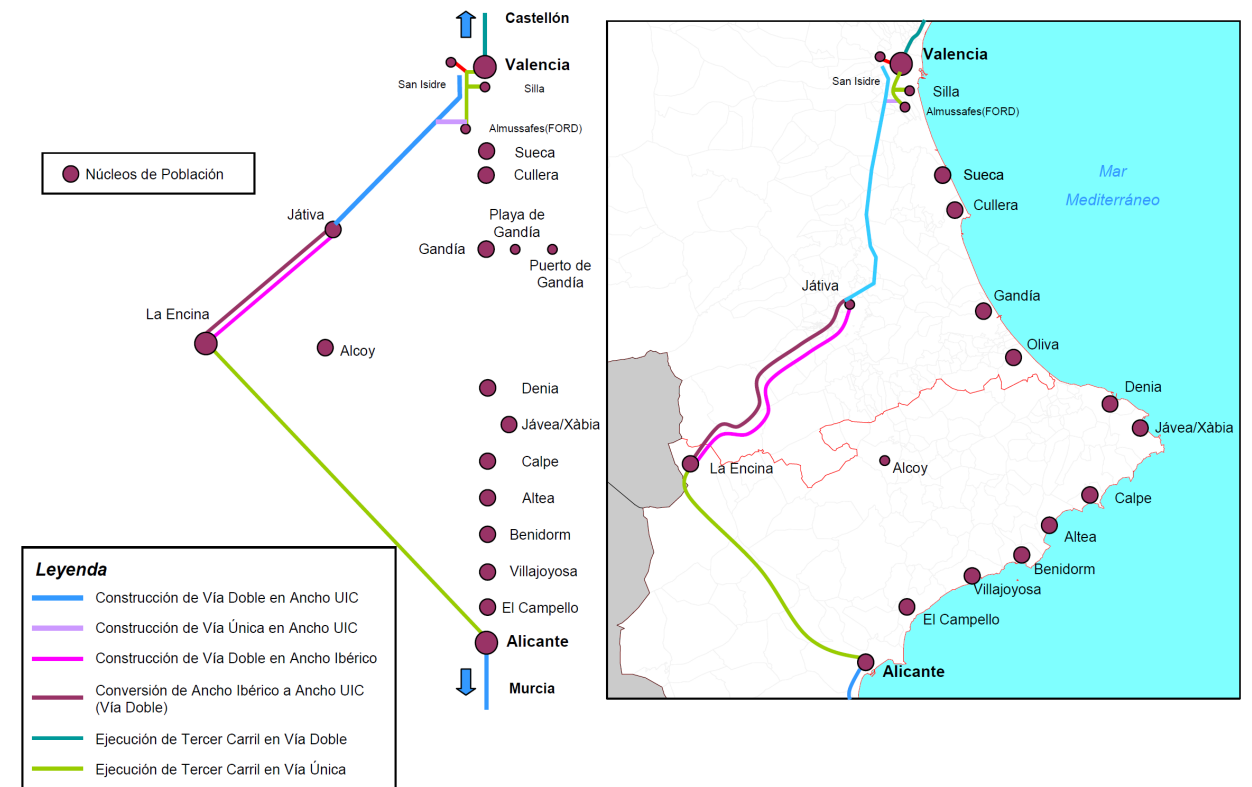 Castellón
Valencia
San Isidre
Silla
Almussafes(FORD)
Sueca
Cullera
Núcleos de Población
Játiva
Playa de
Gandía
Gandía
Puerto de
Gandía
La Encina
Alcoy
Denia
Jávea/Xàbia
Calpe
Altea
Benidorm
Villajoyosa
El Campello
Alicante
Murcia
Leyenda
Construcción de Vía Doble en Ancho UIC
Construcción de Vía Única en Ancho UIC
Construcción de Vía Doble en Ancho Ibérico
Conversión de Ancho Ibérico a Ancho UIC
(Vía Doble)
Ejecución de Tercer Carril en Vía Doble
Ejecución de Tercer Carril en Vía Única
Valencia
San Isidre
Silla
Almussafes(FORD)
Mar
Mediterráneo
Sueca
Cullera
Játiva
Gandía
Oliva
Denia
Jávea/Xàbia
La Encina
Alcoy
Calpe
Altea
Benidorm
Villajoyosa
El Campello
Alicante